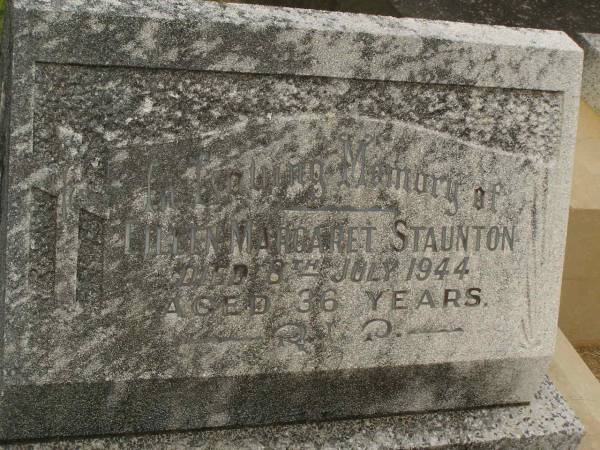 In Loving Memory of
EILEEN MARGARET STAUNTON
DIED 8TH JULY 1944
AGED 36 YEARS.
R.I.P.